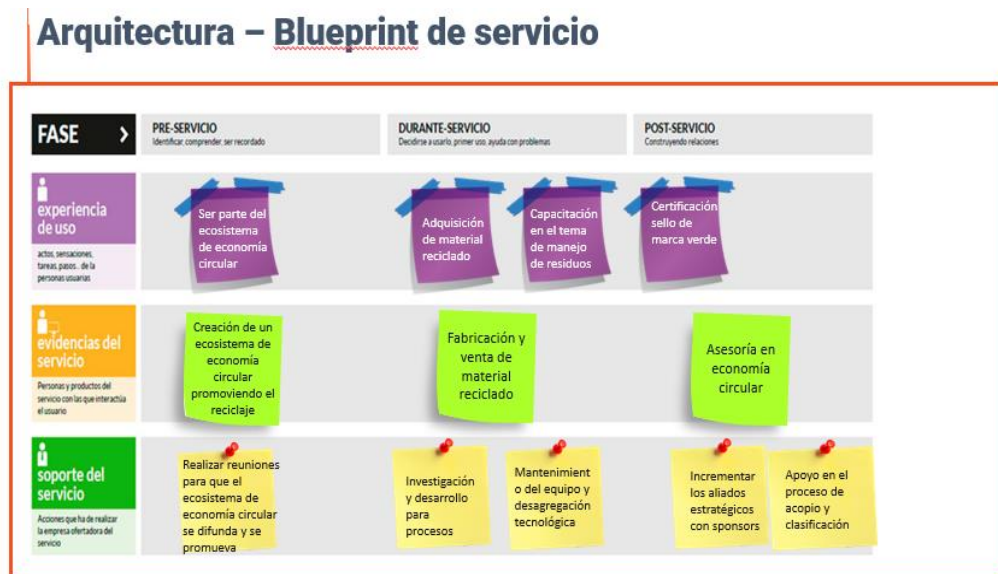 Arquitectura – Blueprint de servicio
FASE >
PRE-SERVICIO
Identificar, comprender, ser recordado
DURANTE-SERVICIO
Decidirse a usarlo, primer uso, ayuda con problemas
POST-SERVICIO
Construyendo relaciones
experiencia
de uso
actos, sensaciones,
tareas, pasos... de la
personas usuarias
Ser parte del
ecosistema
de economía
circular
Adquisición
de material
reciclado
Capacitación
en el tema
de manejo
de residuos
Certificación
sello de
marca verde
evidencias del
servicio
Personas y productos del
servicio con las que interactúa
el usuario
Creación de un
ecosistema de
economía
circular
promoviendo el
reciclaje
Fabricación y
venta de
material
reciclado
Asesoría en
economía
circular
soporte del
servicio
Acciones que ha de realizar
la empresa ofertadora del
servicio
Realizar reuniones
para que el
ecosistema de
economía circular
se difunda y se
promueva
Investigación
y desarrollo
para
procesos
Mantenimient
o del equipo y
desagregación
tecnológica
Incrementar
los aliados
estratégicos
con sponsors
Apoyo en el
proceso de
acopio y
clasificación